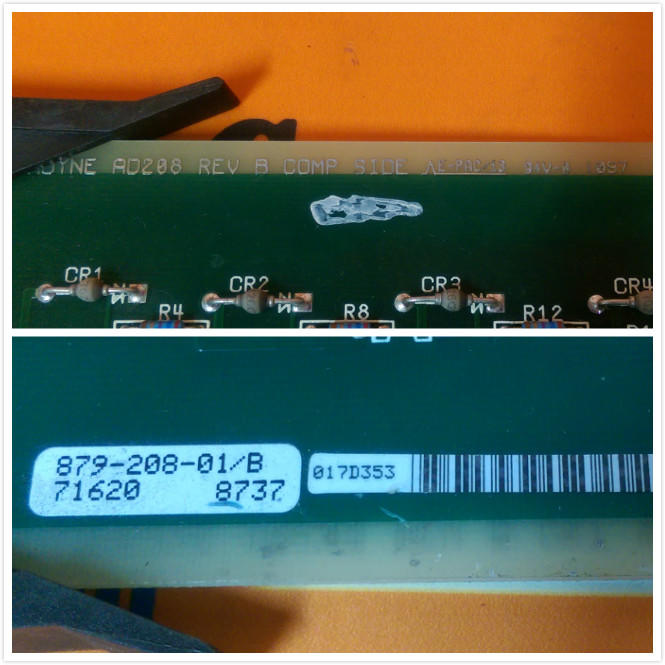 DYNE AD208 REV B COMP SIDE
CR1 CR2 CR3 CR4
R4 R8 R12
879-208-01/B
71620 8737
017D353